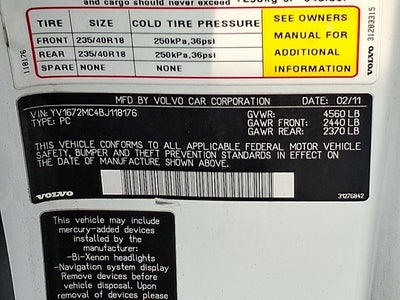 and cargo should never exceed
TIRE SIZE COLD TIRE PRESSURE SEE OWNERS MANUAL FOR ADDITIONAL INFORMATION
FRONT 235/40R18 250kPa,36psi
REAR 235/40R18 250kPa,36psi
SPARE NONE NONE
118176
31283315
VOLVO
MFD BY VOLVO CAR CORPORATION DATE: 02/11
VIN: YV1672MC4BJ118176 GVWR: 4560 LB
TYPE: PC GAWR FRONT: 2440 LB
GAWR REAR: 2370 LB
THIS VEHICLE CONFORMS TO ALL APPLICABLE FEDERAL MOTOR VEHICLE
SAFETY, BUMPER AND THEFT PREVENTION STANDARDS IN EFFECT ON
THE DATE OF MANUFACTURE SHOWN ABOVE.
VOLVO 31276842
This vehicle may include
mercury-added devices
installed by the
manufacturer:
-Bi-Xenon headlights
-Navigation system display
Remove devices before
vehicle disposal. Upon
removal of devices please